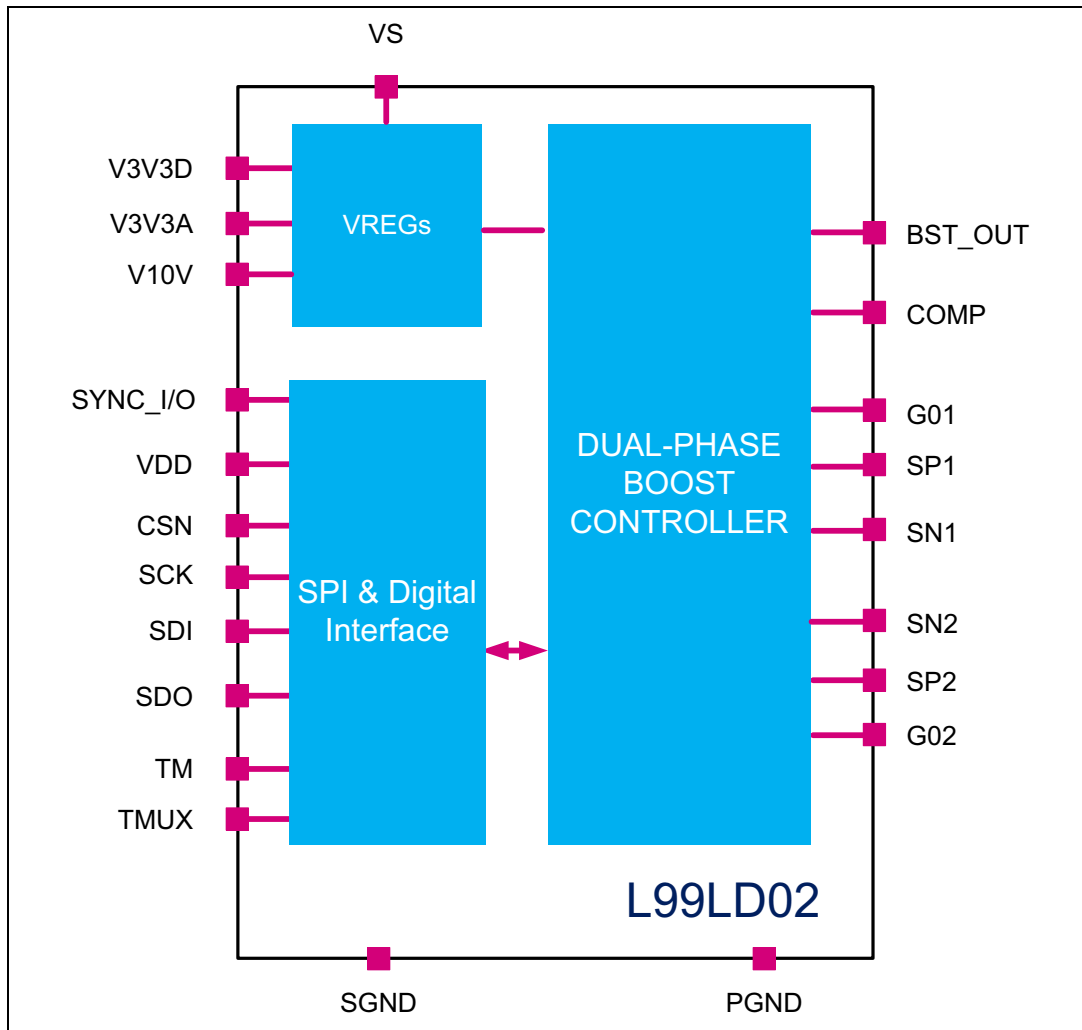 VS
V3V3D
V3V3A
V10V
VREGs
BST_OUT
COMP
SYNC_I/O
VDD
CSN
SCK
SDI
SDO
TM
TMUX
SPI & Digital
Interface
DUAL-PHASE
BOOST
CONTROLLER
G01
SP1
SN1
SN2
SP2
G02
L99LD02
SGND
PGND